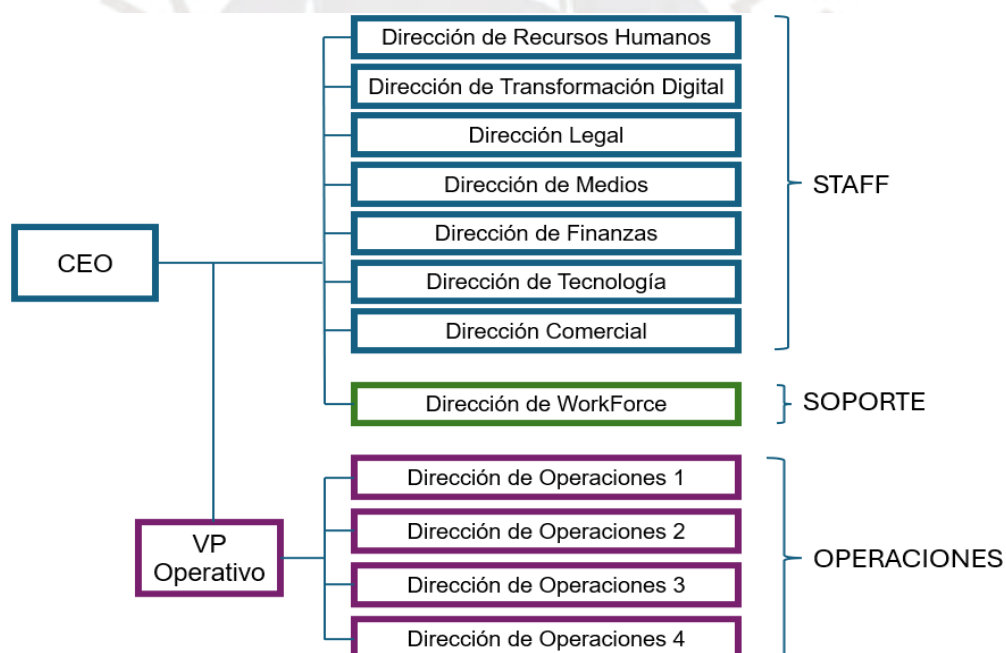 Dirección de Recursos Humanos
Dirección de Transformación Digital
Dirección Legal
Dirección de Medios
STAFF
Dirección de Finanzas
CEO
Dirección de Tecnología
Dirección Comercial
Dirección de WorkForce
SOPORTE
Dirección de Operaciones 1
Dirección de Operaciones 2
VP
Operativo
OPERACIONES
Dirección de Operaciones 3
Dirección de Operaciones 4